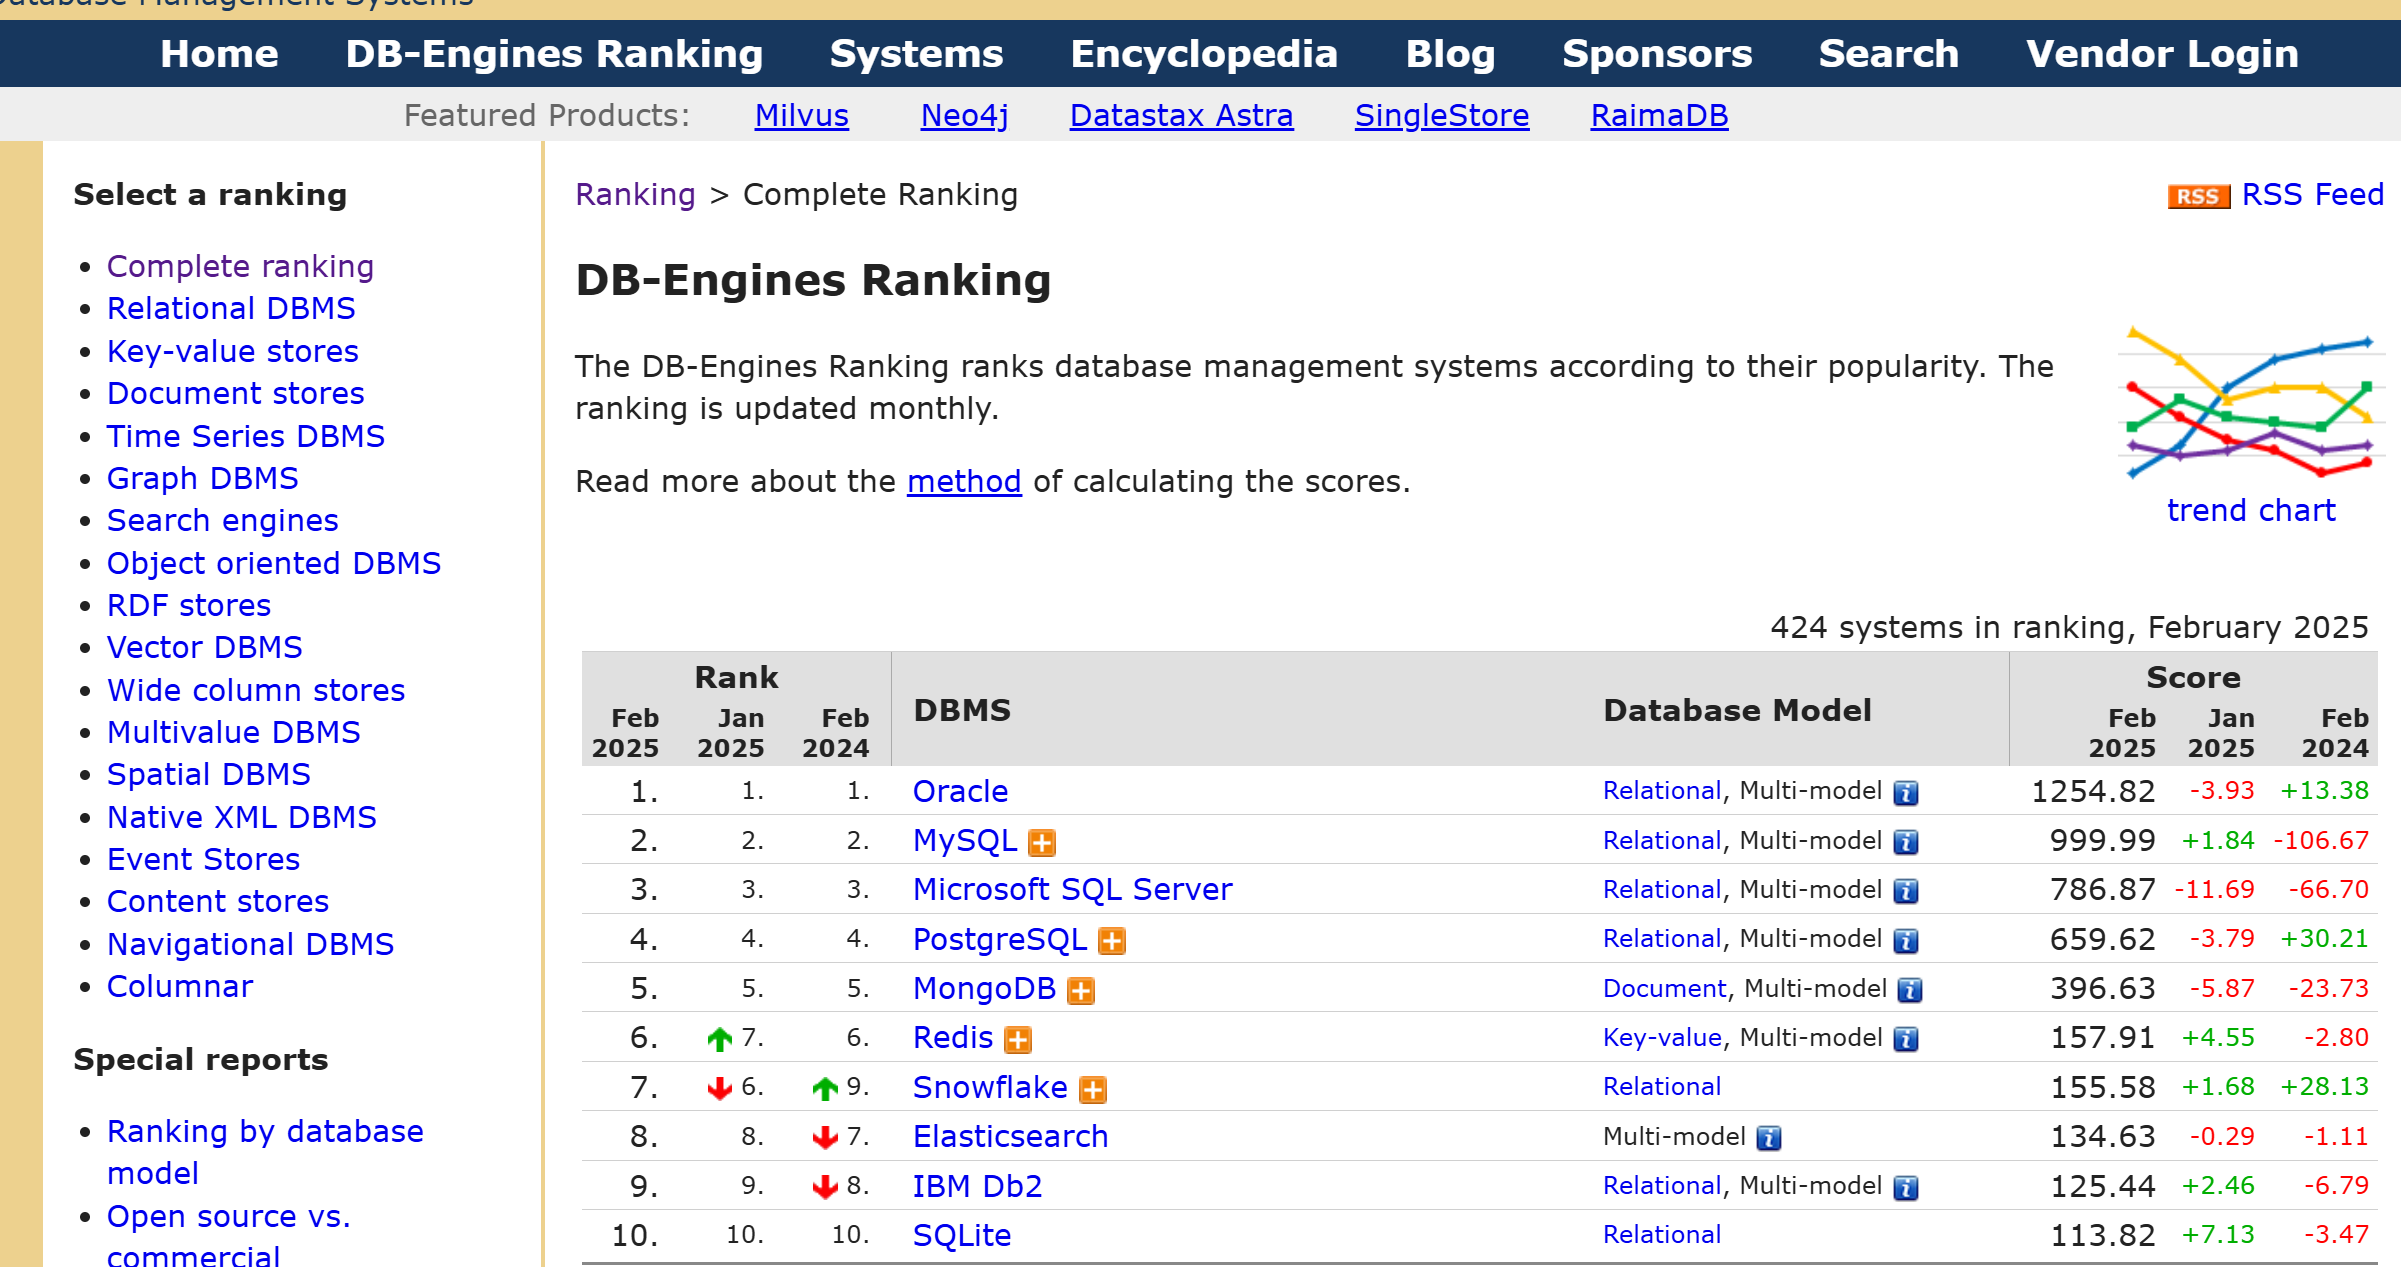 Database Management Systems
Home DB-Engines Ranking Systems Encyclopedia Blog Sponsors Search Vendor Login
Featured Products: Milvus Neo4j Datastax Astra SingleStore RaimaDB
Select a ranking
Complete ranking
Relational DBMS
Key-value stores
Document stores
Time Series DBMS
Graph DBMS
Search engines
Object oriented DBMS
RDF stores
Vector DBMS
Wide column stores
Multivalue DBMS
Spatial DBMS
Native XML DBMS
Event Stores
Content stores
Navigational DBMS
Columnar
Special reports
Ranking by database
model
Open source vs.
commercial
Ranking > Complete Ranking
RSS RSS Feed
DB-Engines Ranking
The DB-Engines Ranking ranks database management systems according to their popularity. The
ranking is updated monthly.
Read more about the method of calculating the scores.
trend chart
424 systems in ranking, February 2025
Rank DBMS Database Model Score
Feb 2025 Jan 2025 Feb 2024 Feb 2025 Jan 2025 Feb 2024
1. 1. 1. Oracle Relational, Multi-model i 1254.82 -3.93 +13.38
2. 2. 2. MySQL Relational, Multi-model i 999.99 +1.84 -106.67
3. 3. 3. Microsoft SQL Server Relational, Multi-model i 786.87 -11.69 -66.70
4. 4. 4. PostgreSQL Relational, Multi-model i 659.62 -3.79 +30.21
5. 5. 5. MongoDB Document, Multi-model i 396.63 -5.87 -23.73
6. 7. 6. Redis Key-value, Multi-model i 157.91 +4.55 -2.80
7. 6. 9. Snowflake Relational 155.58 +1.68 +28.13
8. 8. 7. Elasticsearch Multi-model i 134.63 -0.29 -1.11
9. 9. 8. IBM Db2 Relational, Multi-model i 125.44 +2.46 -6.79
10. 10. 10. SQLite Relational 113.82 +7.13 -3.47